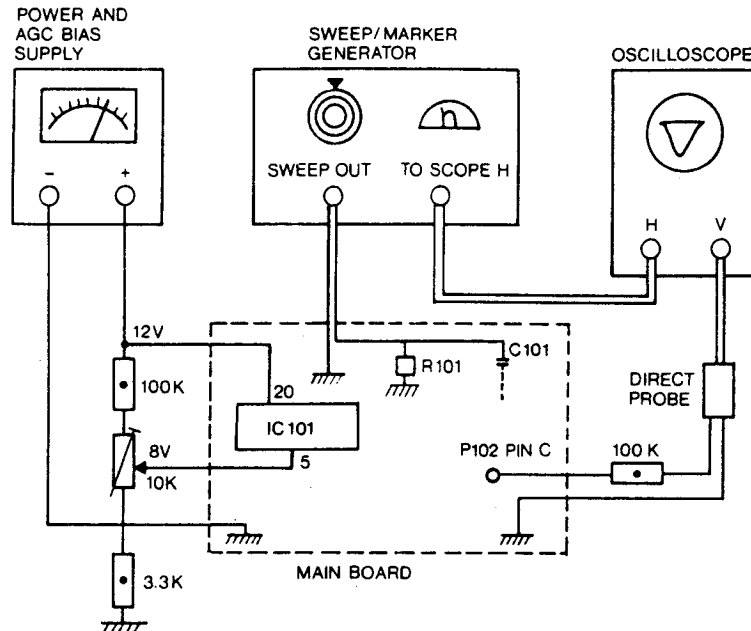 POWER AND
AGC BIAS
SUPPLY
SWEEP/MARKER
GENERATOR
OSCILLOSCOPE
- +
SWEEP OUT
TO SCOPE H
H V
12V
100K
20
IC101
5
8V
10K
3.3K
R101
C101
P102 PIN C
100 K
DIRECT
PROBE
MAIN BOARD